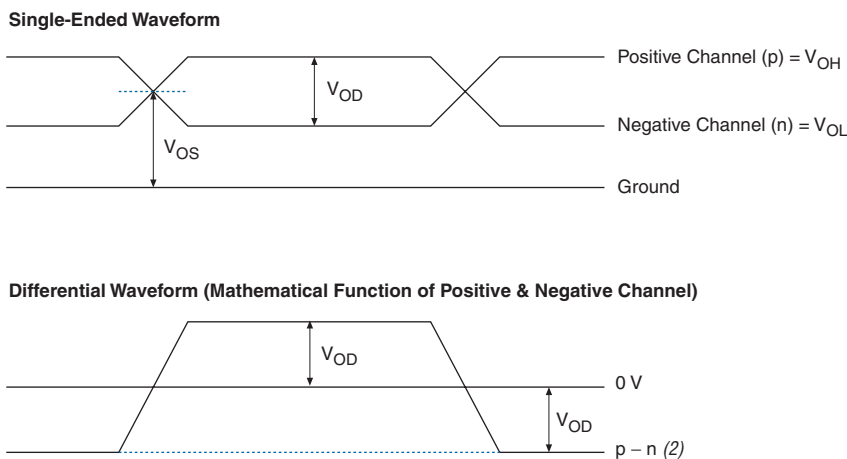 Single-Ended Waveform
Positive Channel (p) = VOH
VOD
Negative Channel (n) = VOL
VOS
Ground
Differential Waveform (Mathematical Function of Positive & Negative Channel)
VOD
0 V
VOD
p – n (2)